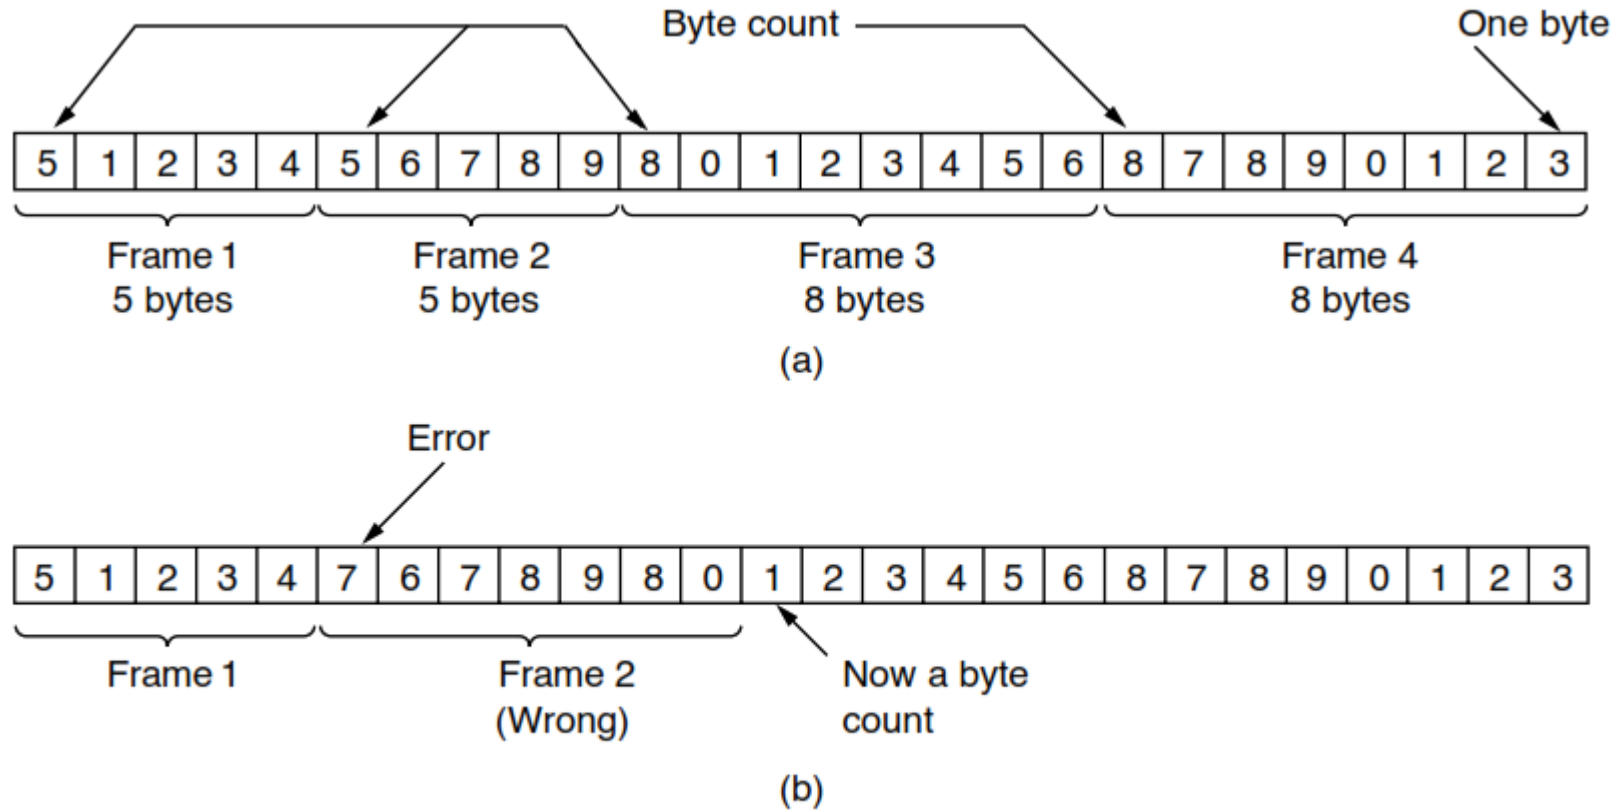 Byte count One byte
5 1 2 3 4 5 6 7 8 9 8 0 1 2 3 4 5 6 8 7 8 9 0 1 2 3
Frame 1 Frame 2 Frame 3 Frame 4
5 bytes 5 bytes 8 bytes 8 bytes
(a)
Error
5 1 2 3 4 7 6 7 8 9 8 0 1 2 3 4 5 6 8 7 8 9 0 1 2 3
Frame 1 Frame 2 Now a byte
(Wrong) count
(b)